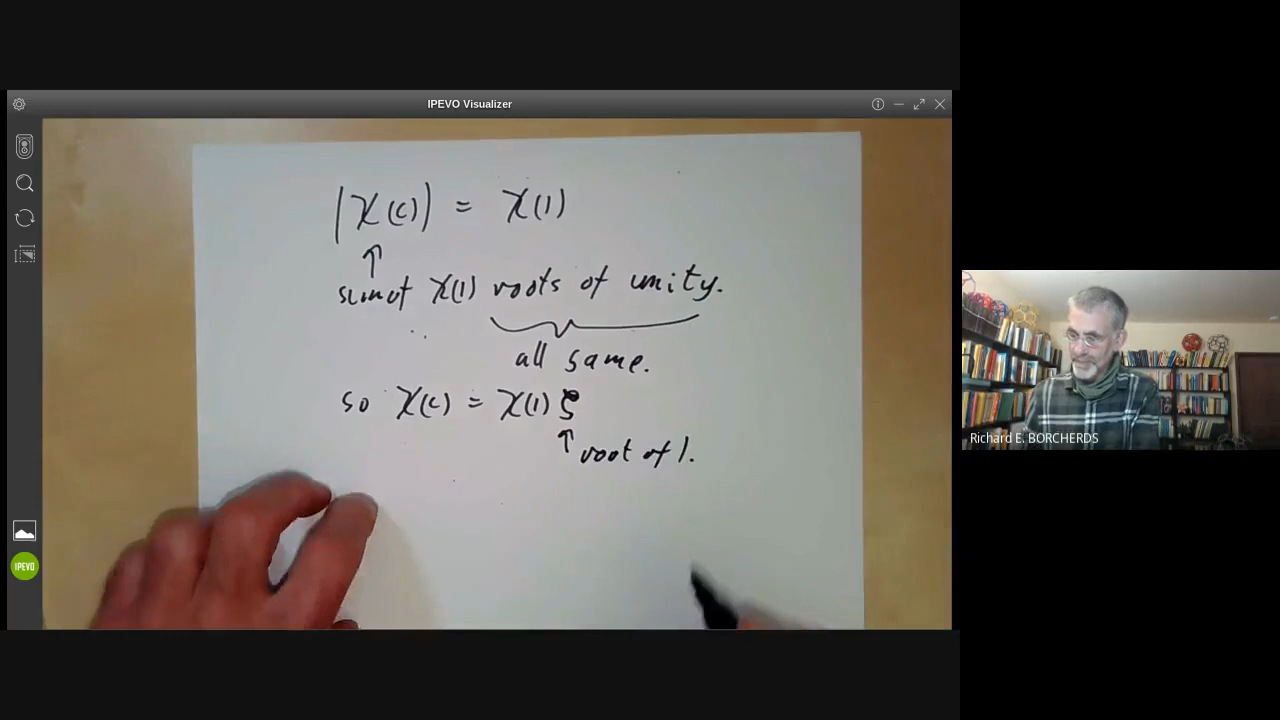 IPEVO Visualizer
|χ(c)| = χ(1)
↑
sum of χ(1) roots of unity.
all same.
so χ(c) = χ(1) ζ
↑ root of 1.
Richard E. BORCHERDS
IPEVO